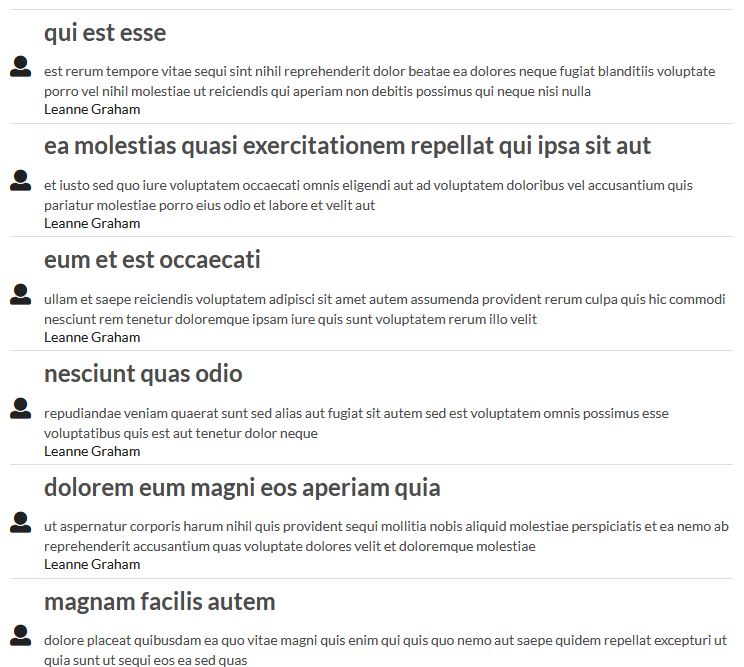 qui est esse
est rerum tempore vitae sequi sint nihil reprehenderit dolor beatae ea dolores neque fugiat blanditiis voluptate
porro vel nihil molestiae ut reiciendis qui aperiam non debitis possimus qui neque nisi nulla
Leanne Graham
ea molestias quasi exercitationem repellat qui ipsa sit aut
et iusto sed quo iure voluptatem occaecati omnis eligendi aut ad voluptatem doloribus vel accusantium quis
pariatur molestiae porro eius odio et labore et velit aut
Leanne Graham
eum et est occaecati
ullam et saepe reiciendis voluptatem adipisci sit amet autem assumenda provident rerum culpa quis hic commodi
nesciunt rem tenetur doloremque ipsam iure quis sunt voluptatem rerum illo velit
Leanne Graham
nesciunt quas odio
repudiandae veniam quaerat sunt sed alias aut fugiat sit autem sed est voluptatem omnis possimus esse
voluptatibus quis est aut tenetur dolor neque
Leanne Graham
dolorem eum magni eos aperiam quia
ut aspernatur corporis harum nihil quis provident sequi mollitia nobis aliquid molestiae perspiciatis et ea nemo ab
reprehenderit accusantium quas voluptate dolores velit et doloremque molestiae
Leanne Graham
magnam facilis autem
dolore placeat quibusdam ea quo vitae magni quis enim qui quis quo nemo aut saepe quidem repellat excepturi ut
quia sunt ut sequi eos ea sed quas